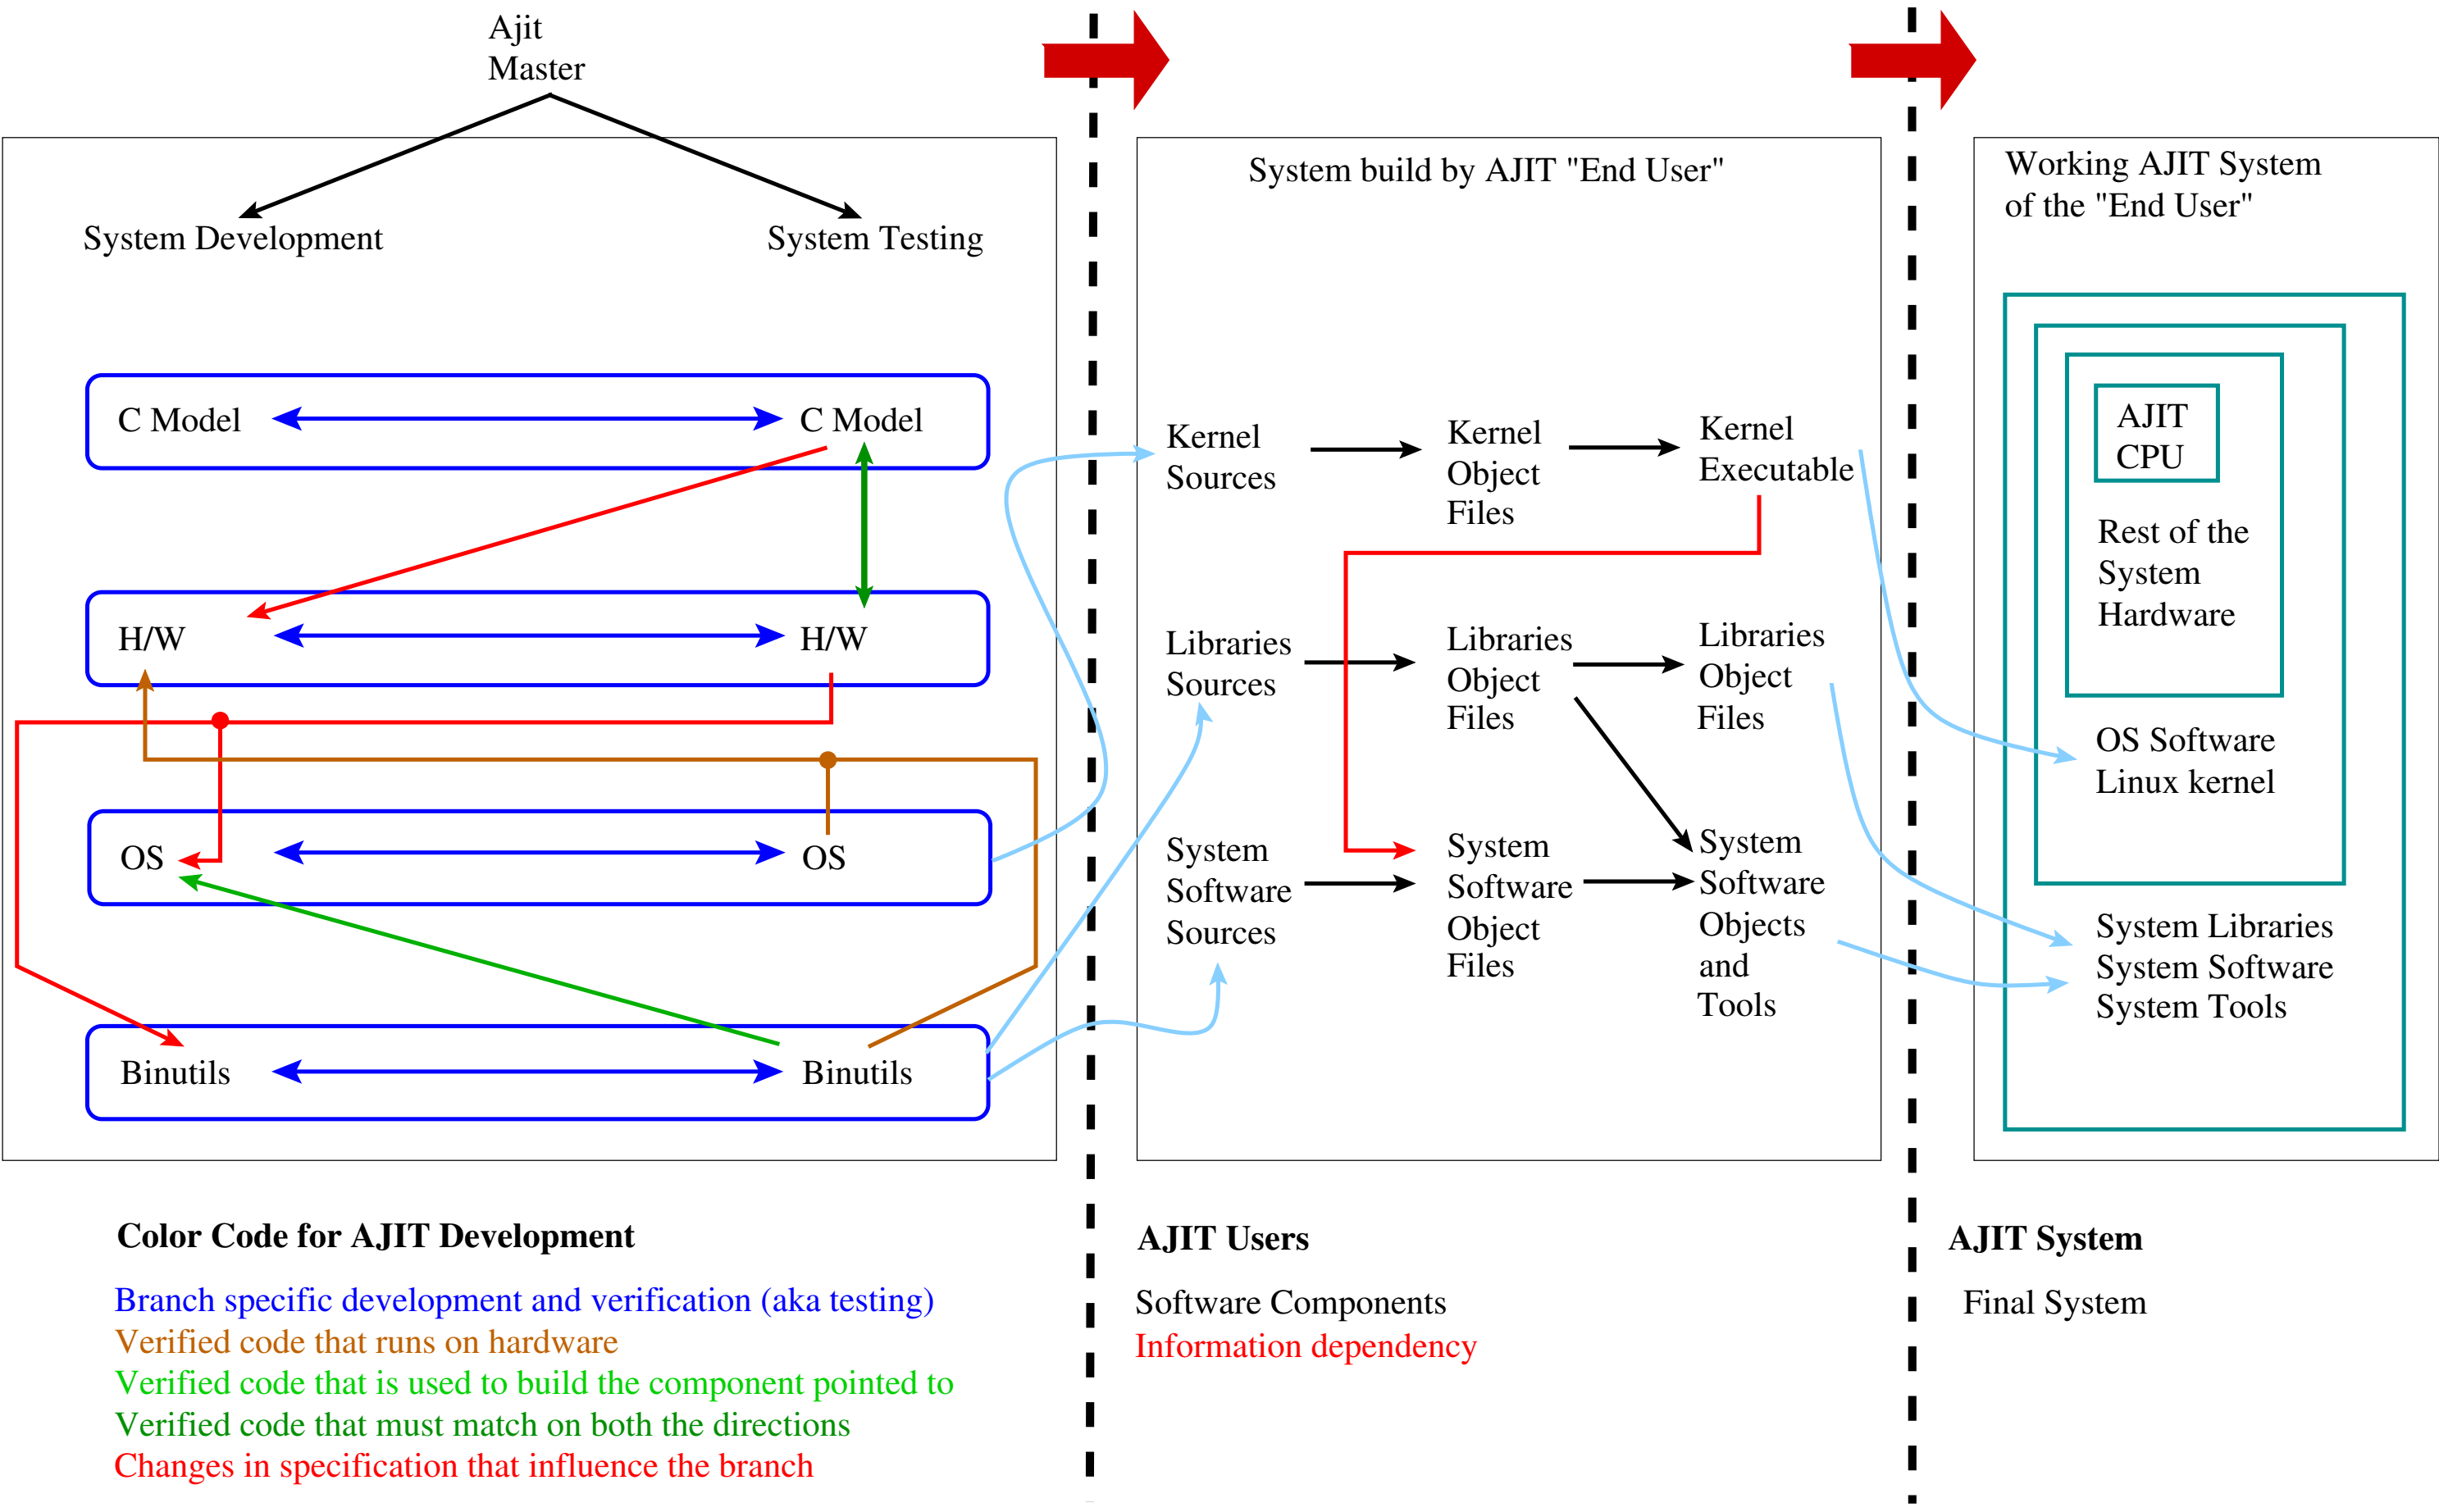 Ajit
Master
System Development
System Testing
C Model
C Model
H/W
H/W
OS
OS
Binutils
Binutils
System build by AJIT "End User"
Kernel
Sources
Kernel
Object
Files
Kernel
Executable
Libraries
Sources
Libraries
Object
Files
Libraries
Object
Files
System
Software
Sources
System
Software
Object
Files
System
Software
Objects
and
Tools
Working AJIT System
of the "End User"
AJIT
CPU
Rest of the
System
Hardware
OS Software
Linux kernel
System Libraries
System Software
System Tools
Color Code for AJIT Development
Branch specific development and verification (aka testing)
Verified code that runs on hardware
Verified code that is used to build the component pointed to
Verified code that must match on both the directions
Changes in specification that influence the branch
AJIT Users
Software Components
Information dependency
AJIT System
Final System